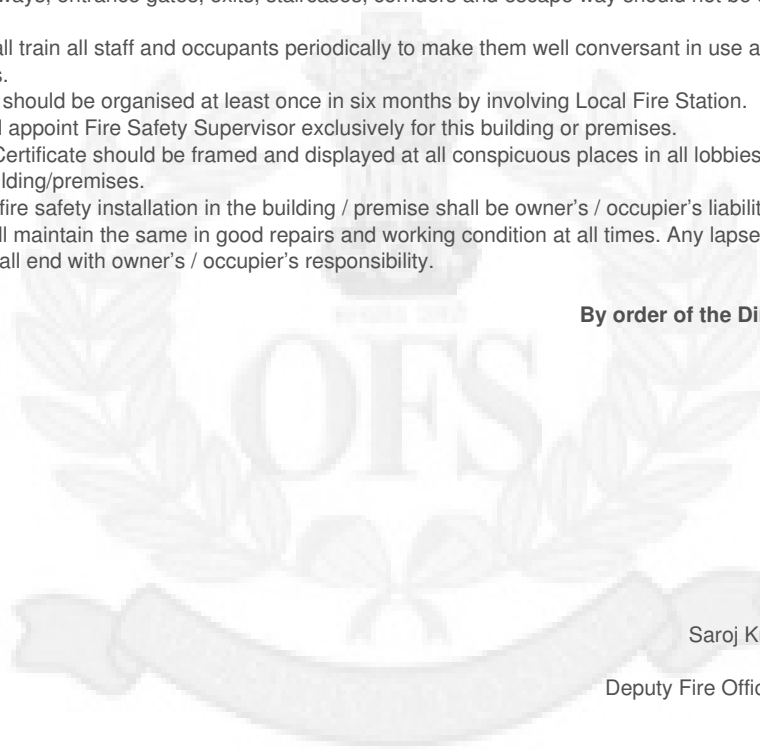 ways, entrance gates, exits, staircases, corridors and escape way should not be
all train all staff and occupants periodically to make them well conversant in use a
s.
should be organised at least once in six months by involving Local Fire Station.
l appoint Fire Safety Supervisor exclusively for this building or premises.
Certificate should be framed and displayed at all conspicuous places in all lobbies
lding/premises.
fire safety installation in the building / premise shall be owner's / occupier's liabilit
ll maintain the same in good repairs and working condition at all times. Any lapse
all end with owner's / occupier's responsibility.
By order of the Di
OFS
Saroj K
Deputy Fire Offic